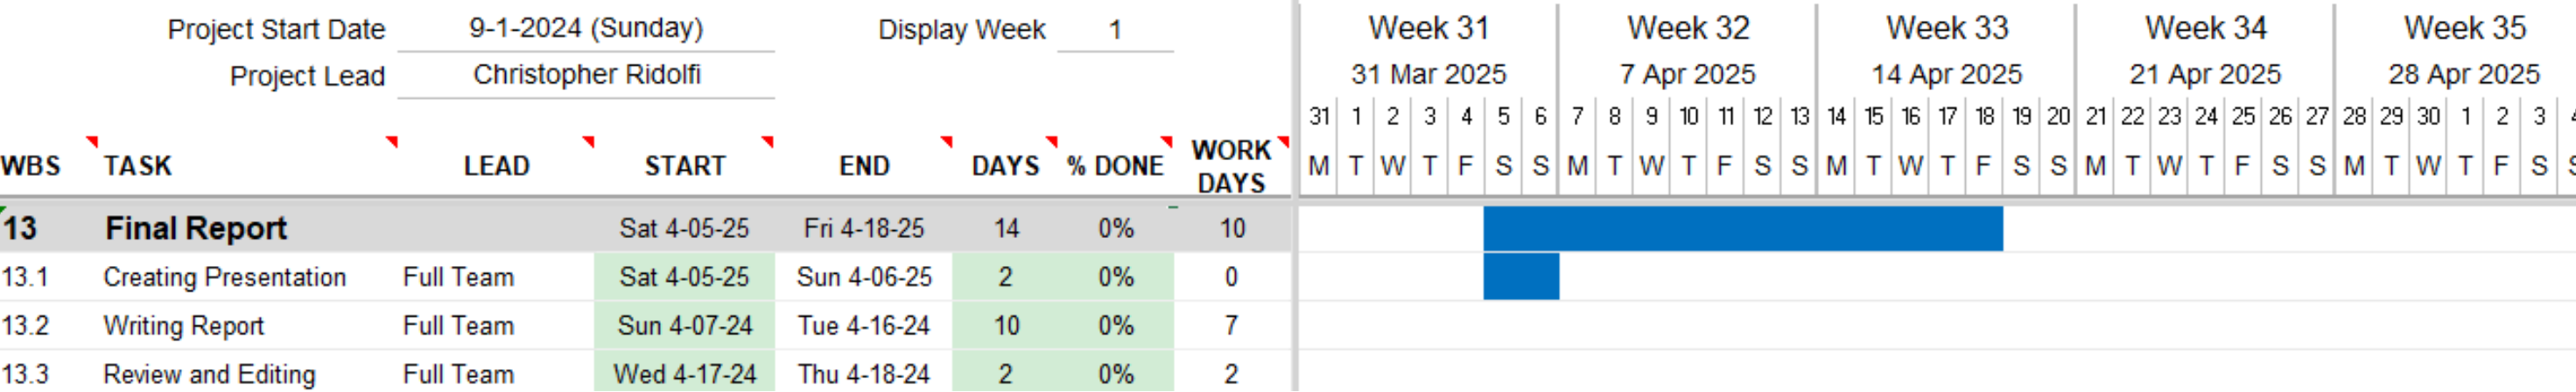 Project Start Date 9-1-2024 (Sunday) Display Week 1 Week 31 Week 32 Week 33 Week 34 Week 35
Project Lead Christopher Ridolfi 31 Mar 2025 7 Apr 2025 14 Apr 2025 21 Apr 2025 28 Apr 2025
31 1 2 3 4 5 6 7 8 9 10 11 12 13 14 15 16 17 18 19 20 21 22 23 24 25 26 27 28 29 30 1 2 3
WBS TASK LEAD START END DAYS % DONE WORK DAYS M T W T F S S M T W T F S S M T W T F S S M T W T F S S M T W T F S
13 Final Report Sat 4-05-25 Fri 4-18-25 14 0% 10
13.1 Creating Presentation Full Team Sat 4-05-25 Sun 4-06-25 2 0% 0
13.2 Writing Report Full Team Sun 4-07-24 Tue 4-16-24 10 0% 7
13.3 Review and Editing Full Team Wed 4-17-24 Thu 4-18-24 2 0% 2